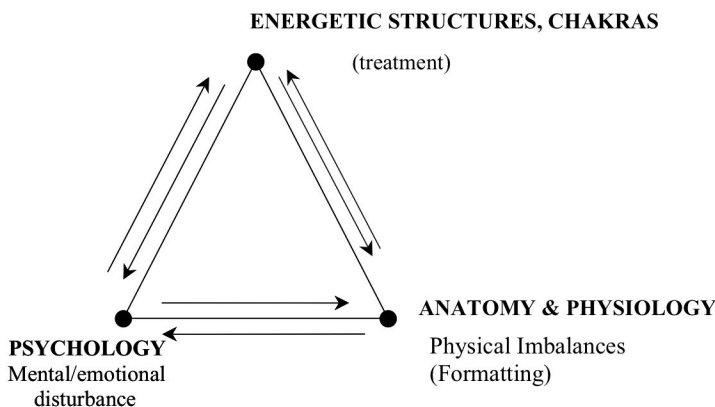 ENERGETIC STRUCTURES, CHAKRAS
(treatment)
ANATOMY & PHYSIOLOGY
Physical Imbalances
(Formatting)
PSYCHOLOGY
Mental/emotional
disturbance